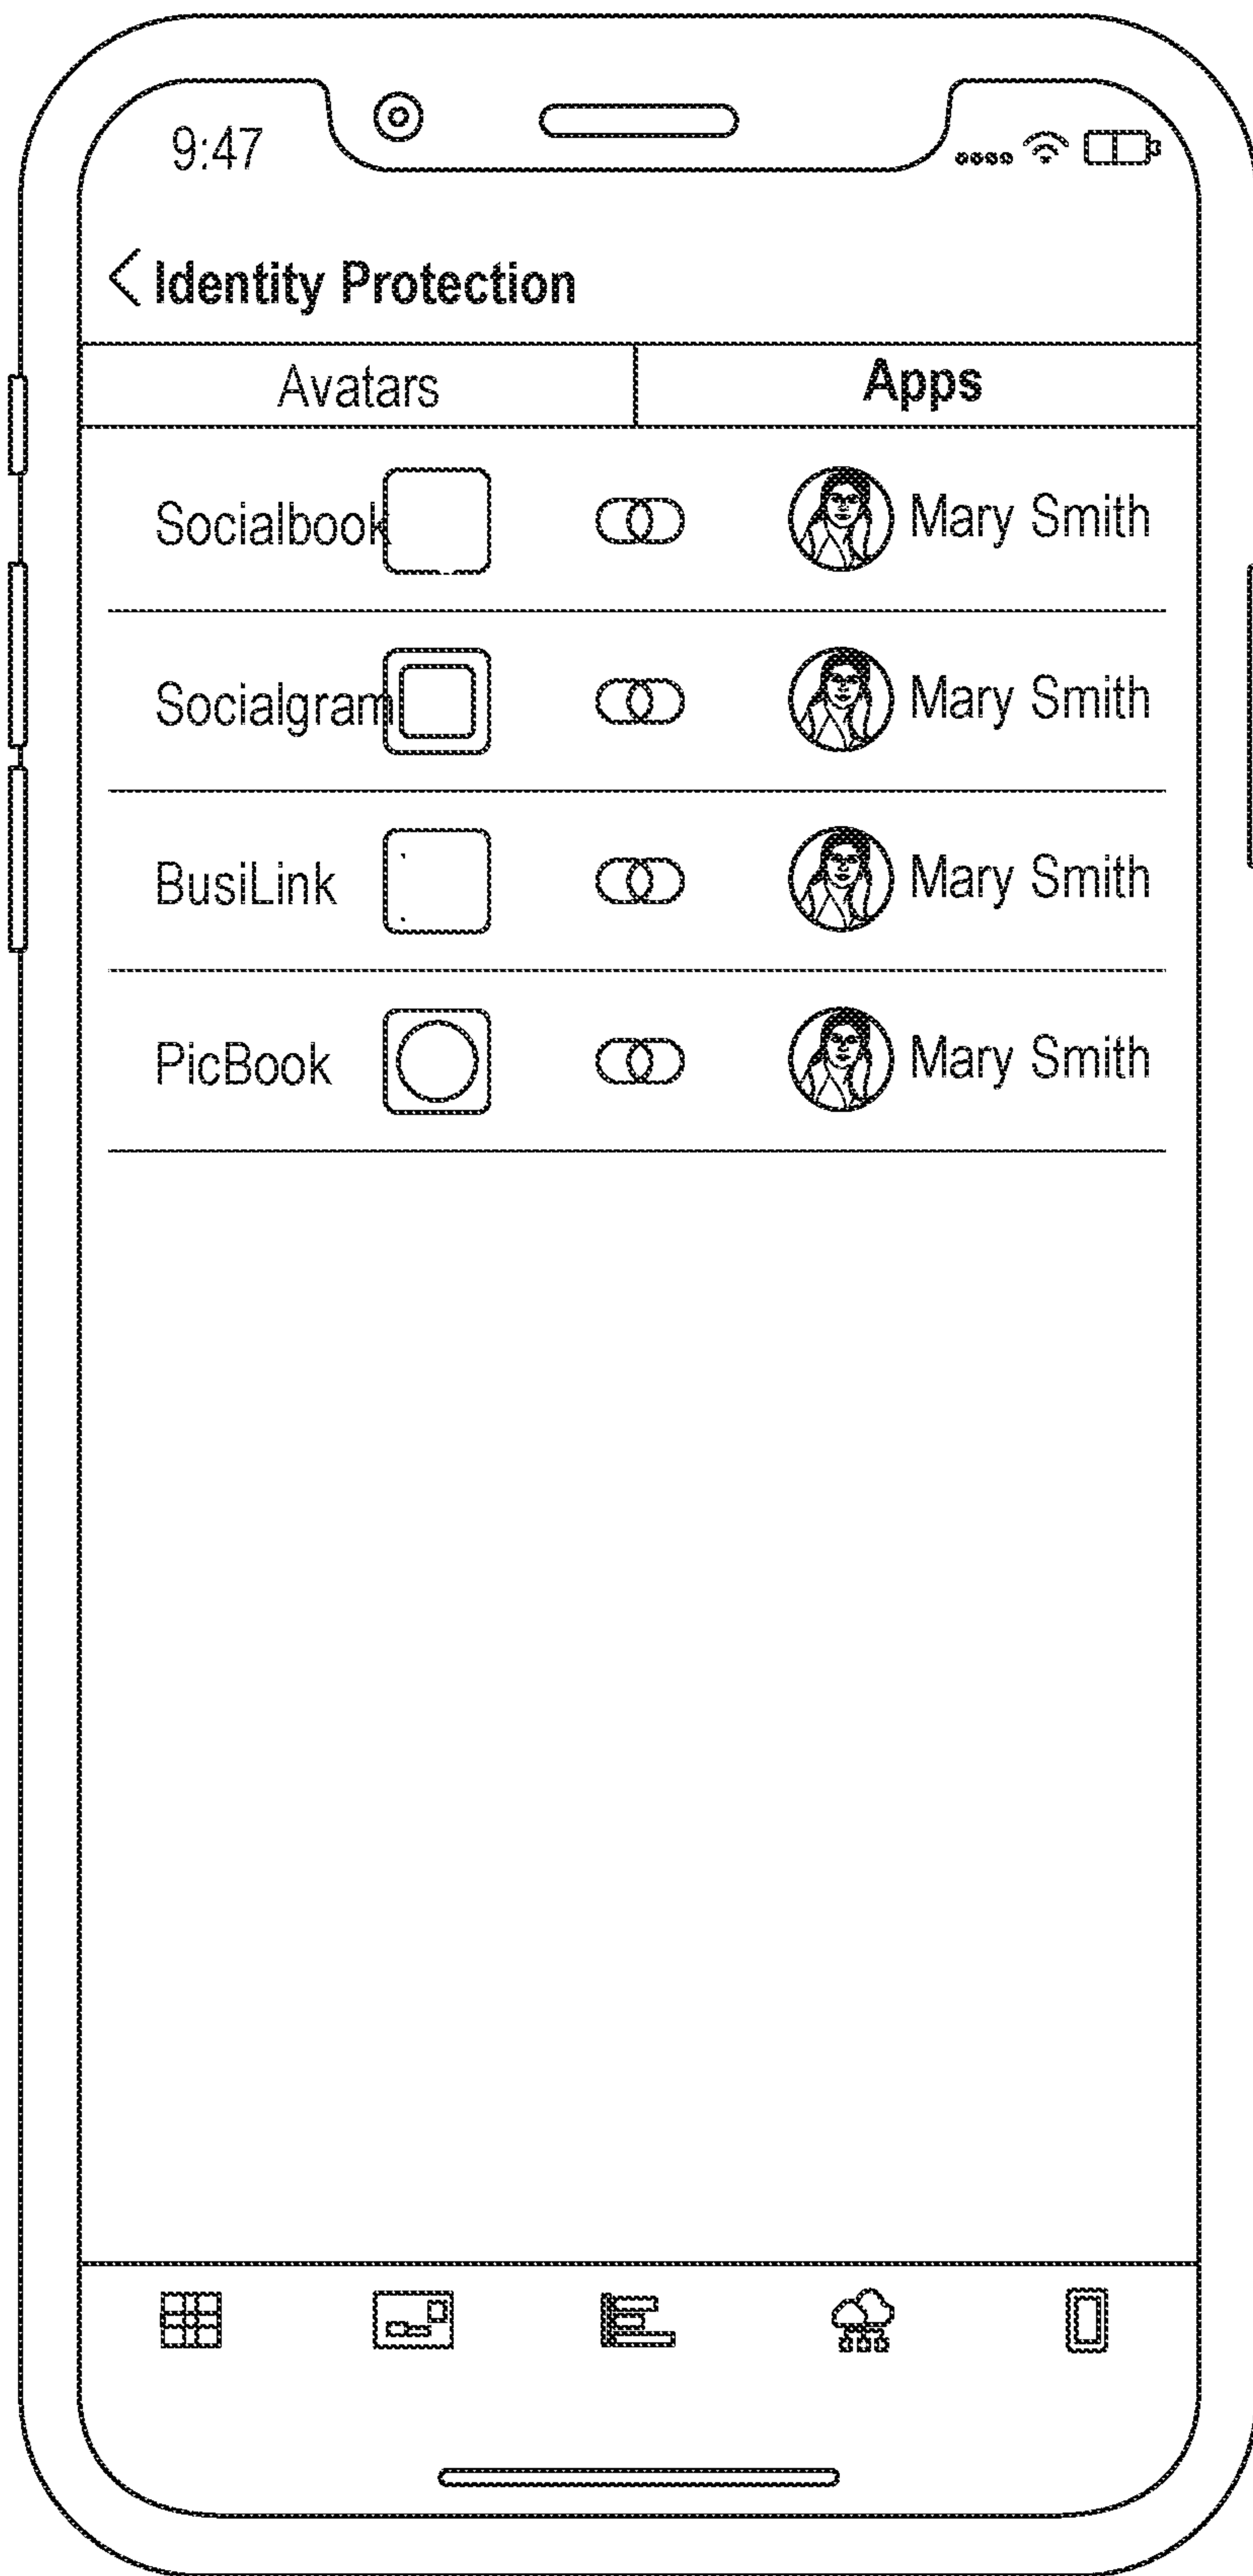 9:47
Identity Protection
Avatars Apps
Socialbook Mary Smith
Socialgram Mary Smith
BusiLink Mary Smith
PicBook Mary Smith